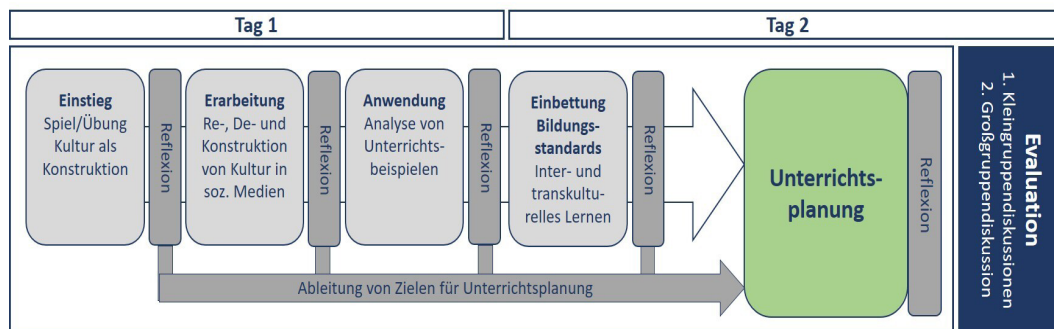 Tag 1
Tag 2
Einstieg
Spiel/Übung
Kultur als
Konstruktion
Reflexion
Erarbeitung
Re-, De- und
Konstruktion
von Kultur in
soz. Medien
Reflexion
Anwendung
Analyse von
Unterrichts-
beispielen
Reflexion
Einbettung
Bildungs-
standards
Inter- und
transkultu-
relles Lernen
Reflexion
Unterrichts-
planung
Reflexion
Ableitung von Zielen für Unterrichtsplanung
Evaluation
1. Kleingruppendiskussionen
2. Großgruppendiskussion